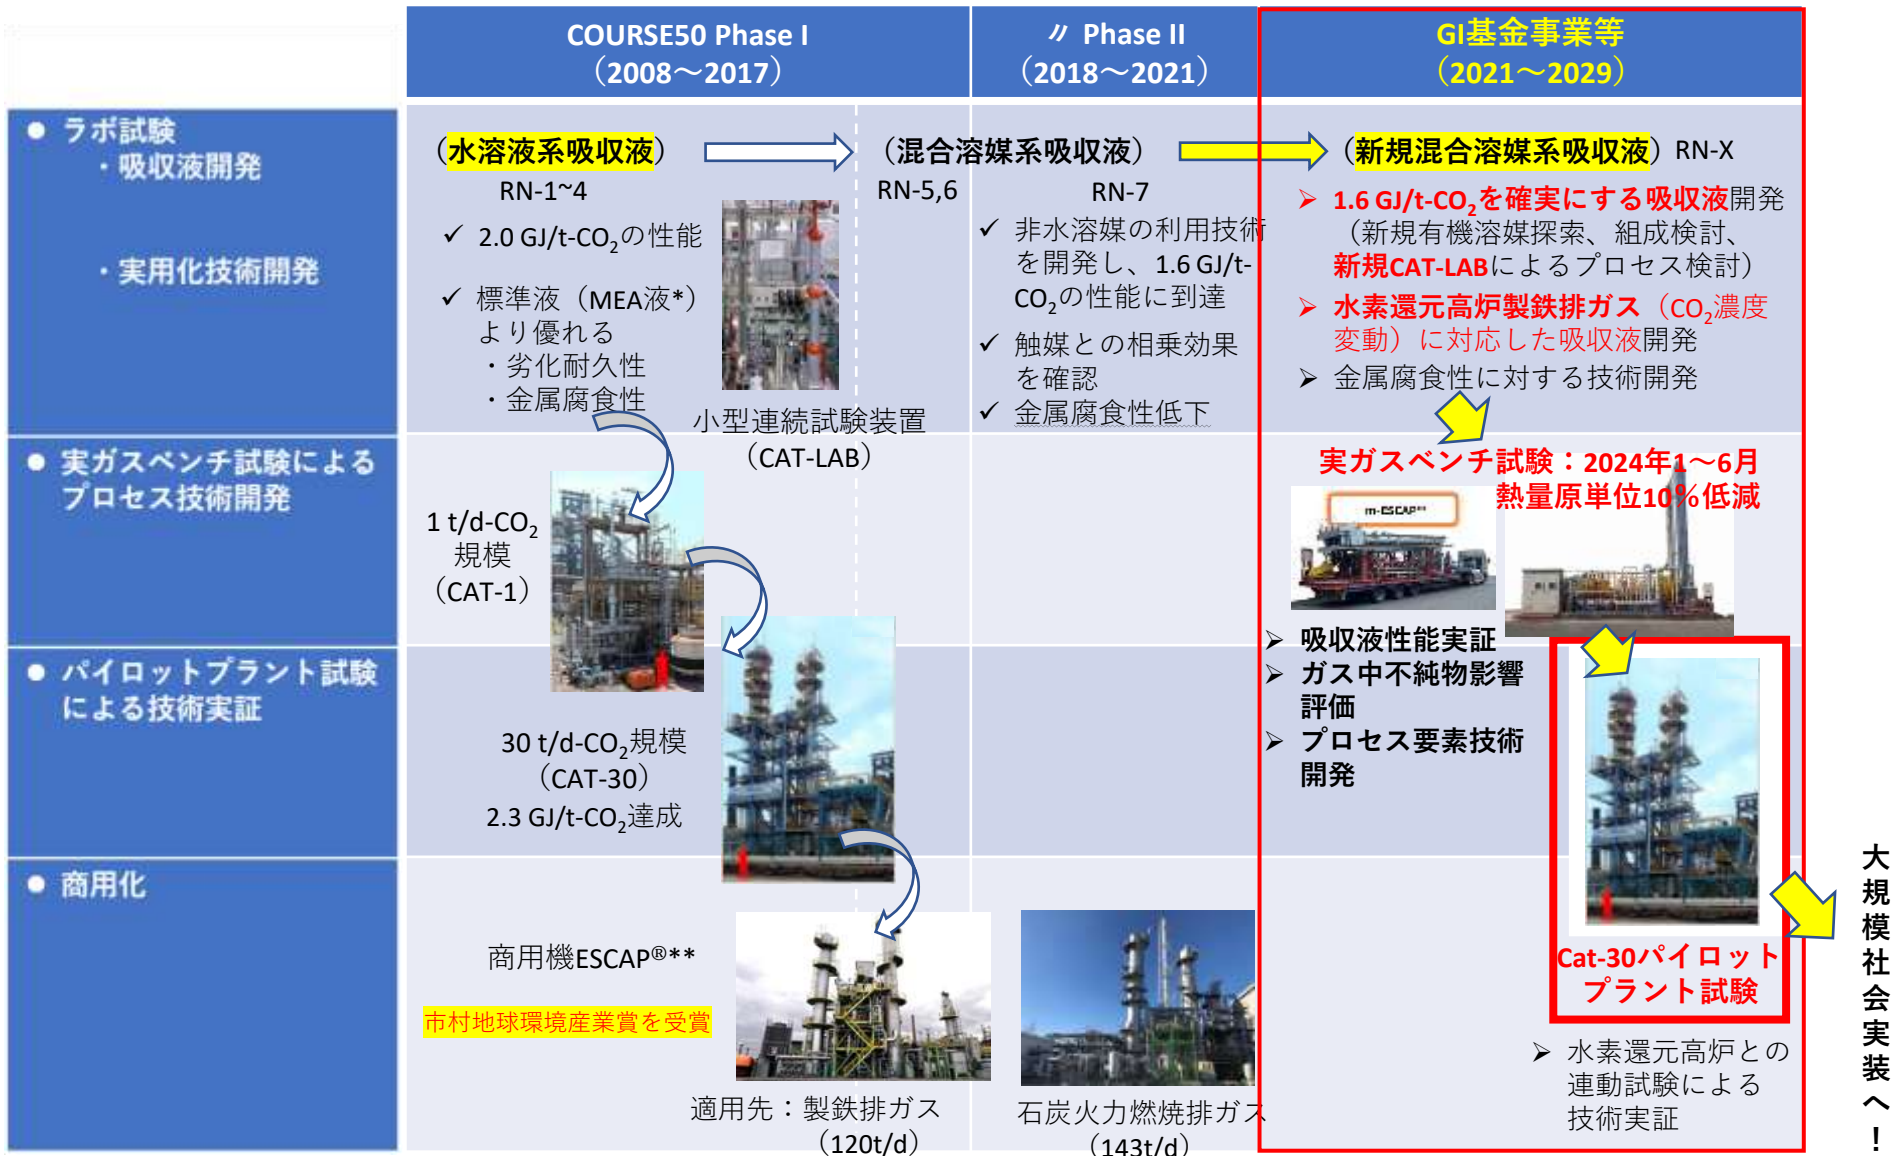 COURSE50 Phase I
（2008～2017）
〃 Phase II
（2018～2021）
GI基金事業等
（2021～2029）
● ラボ試験
・吸収液開発
・実用化技術開発
（水溶液系吸収液）
RN-1~4
✓ 2.0 GJ/t-CO₂の性能
✓ 標準液（MEA液*）
より優れる
・劣化耐久性
・金属腐食性
小型連続試験装置
（CAT-LAB）
（混合溶媒系吸収液）
RN-5,6
RN-7
✓ 非水溶媒の利用技術
を開発し、1.6 GJ/t-
CO₂の性能に到達
✓ 触媒との相乗効果
を確認
✓ 金属腐食性低下
（新規混合溶媒系吸収液）RN-X
➢ 1.6 GJ/t-CO₂を確実にする吸収液開発
（新規有機溶媒探索、組成検討、
新規CAT-LABによるプロセス検討）
➢ 水素還元高炉製鉄排ガス（CO₂濃度
変動）に対応した吸収液開発
➢ 金属腐食性に対する技術開発
● 実ガスベンチ試験による
プロセス技術開発
1 t/d-CO₂
規模
（CAT-1）
実ガスベンチ試験：2024年1～6月
熱量原単位10%低減
➢ 吸収液性能実証
➢ ガス中不純物影響
評価
➢ プロセス要素技術
開発
● パイロットプラント試験
による技術実証
30 t/d-CO₂規模
（CAT-30）
2.3 GJ/t-CO₂達成
Cat-30パイロット
プラント試験
➢ 水素還元高炉との
連動試験による
技術実証
● 商用化
商用機ESCAP®**
市村地球環境産業賞を受賞
適用先：製鉄排ガス
（120t/d）
石炭火力燃焼排ガス
（143t/d）
大規模社会実装へ！